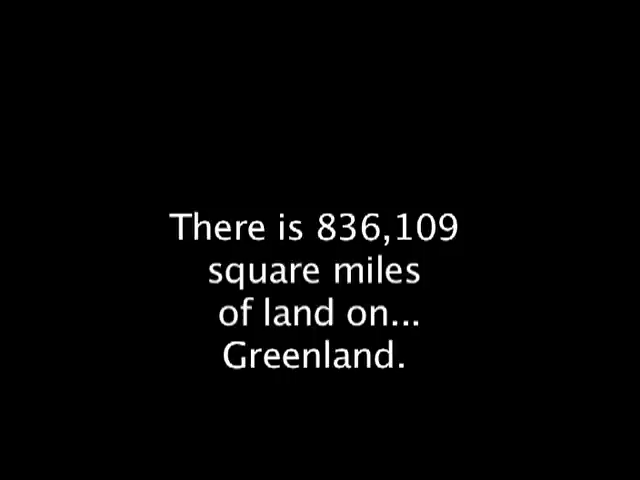 There is 836,109
square miles
of land on...
Greenland.